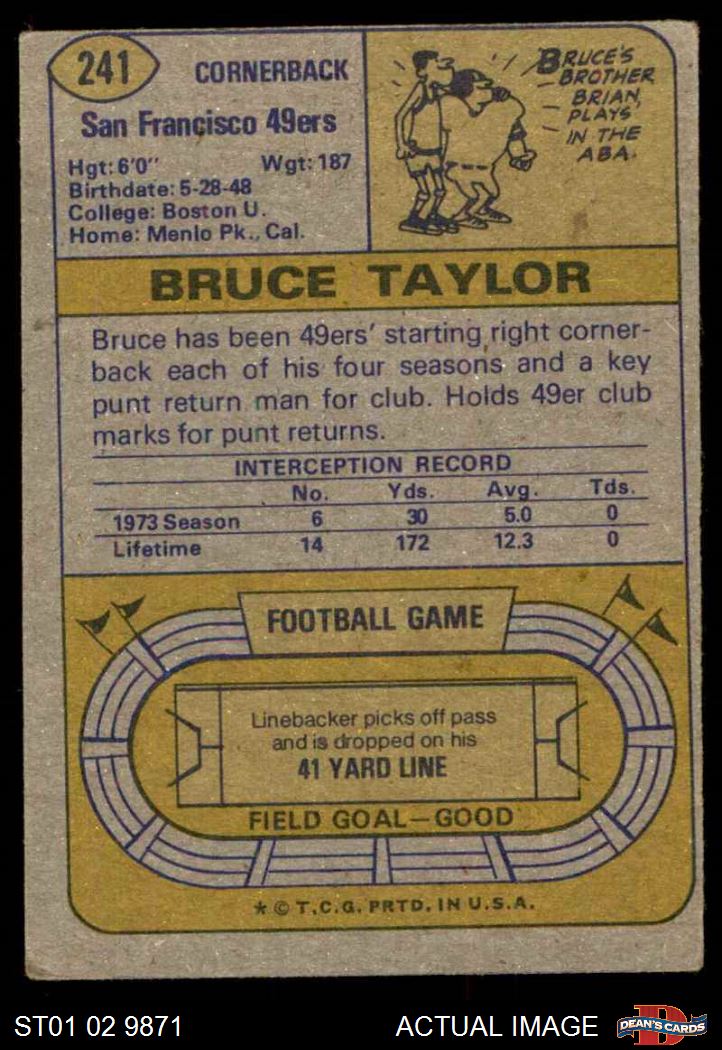 241
CORNERBACK
San Francisco 49ers
Hgt: 6'0" Wgt: 187
Birthdate: 5-28-48
College: Boston U.
Home: Menlo Pk., Cal.
BRUCE'S
BROTHER
BRIAN,
PLAYS
IN THE
ABA.
BRUCE TAYLOR
Bruce has been 49ers' starting right corner-
back each of his four seasons and a key
punt return man for club. Holds 49er club
marks for punt returns.
INTERCEPTION RECORD
No. Yds. Avg. Tds.
1973 Season 6 30 5.0 0
Lifetime 14 172 12.3 0
FOOTBALL GAME
Linebacker picks off pass
and is dropped on his
41 YARD LINE
FIELD GOAL—GOOD
* © T.C.G. PRTD. IN U.S.A.
ST01 02 9871
ACTUAL IMAGE
D
DEAN'S CARDS